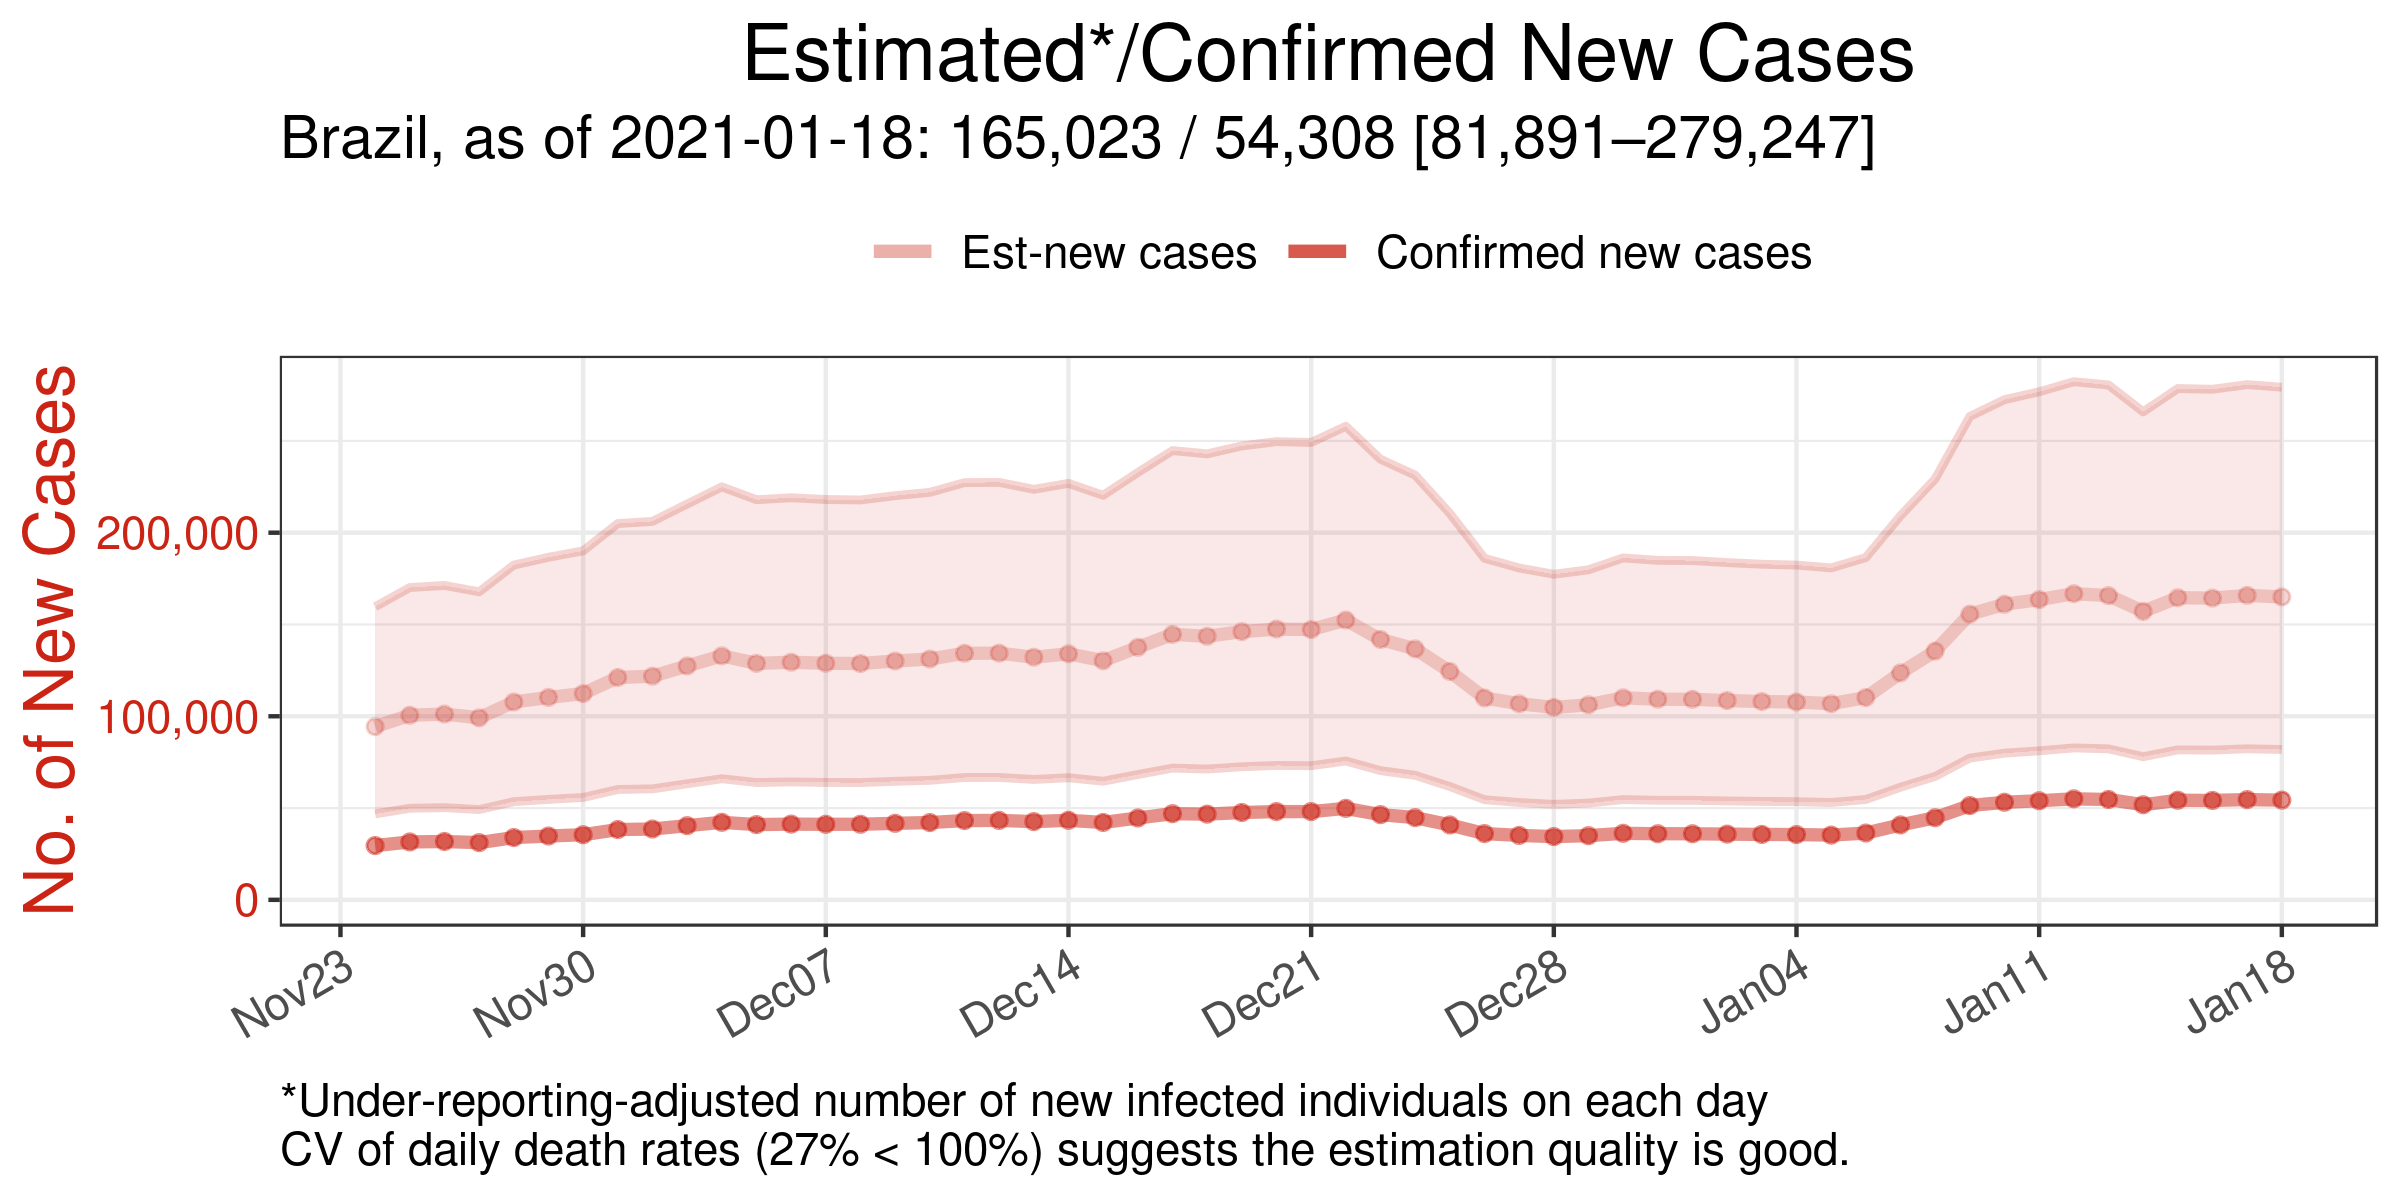 Estimated*/Confirmed New Cases
Brazil, as of 2021-01-18: 165,023 / 54,308 [81,891–279,247]
Est-new cases
Confirmed new cases
No. of New Cases
200,000
100,000
0
Nov23
Nov30
Dec07
Dec14
Dec21
Dec28
Jan04
Jan11
Jan18
*Under-reporting-adjusted number of new infected individuals on each day
CV of daily death rates (27% < 100%) suggests the estimation quality is good.